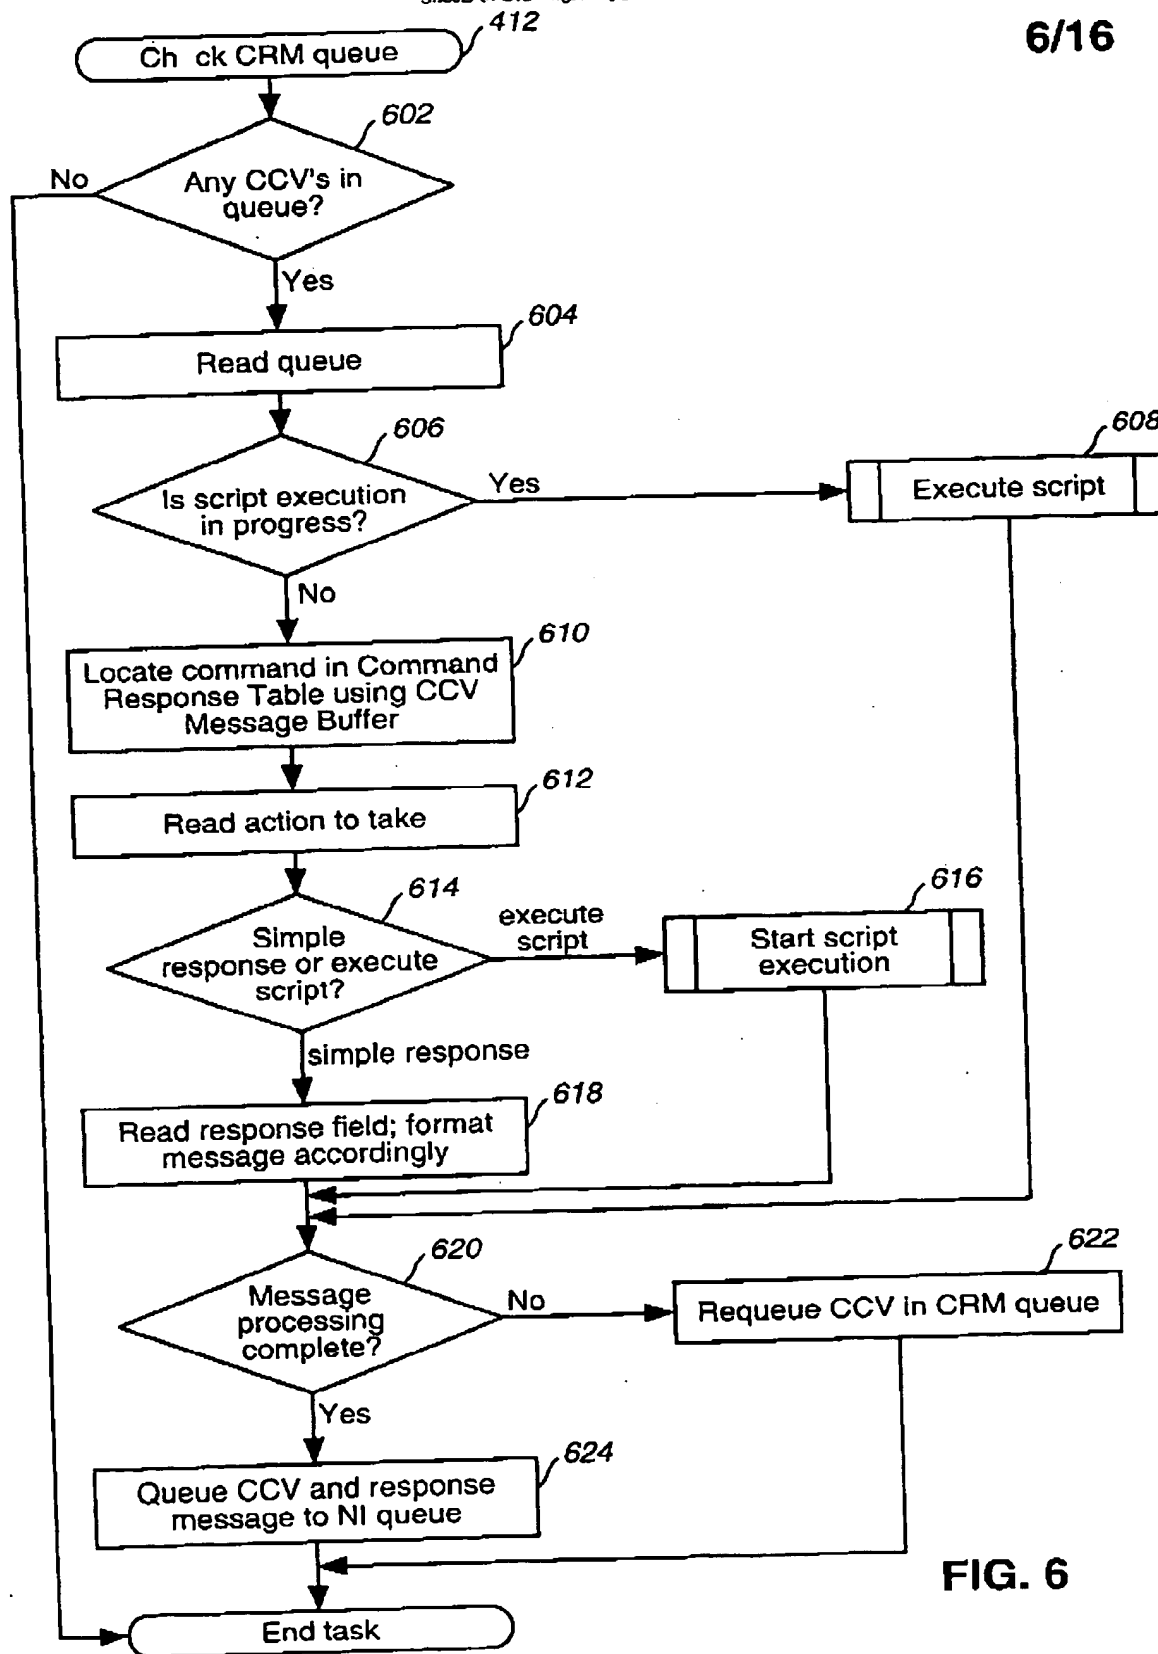 412
6/16
Ch ck CRM queue
602
No
Any CCV's in
queue?
Yes
604
Read queue
606
608
Is script execution
in progress?
Yes
Execute script
No
610
Locate command in Command
Response Table using CCV
Message Buffer
612
Read action to take
614
616
Simple
response or execute
script?
execute
script
Start script
execution
simple response
618
Read response field; format
message accordingly
620
622
Message
processing
complete?
No
Requeue CCV in CRM queue
Yes
624
Queue CCV and response
message to NI queue
FIG. 6
End task